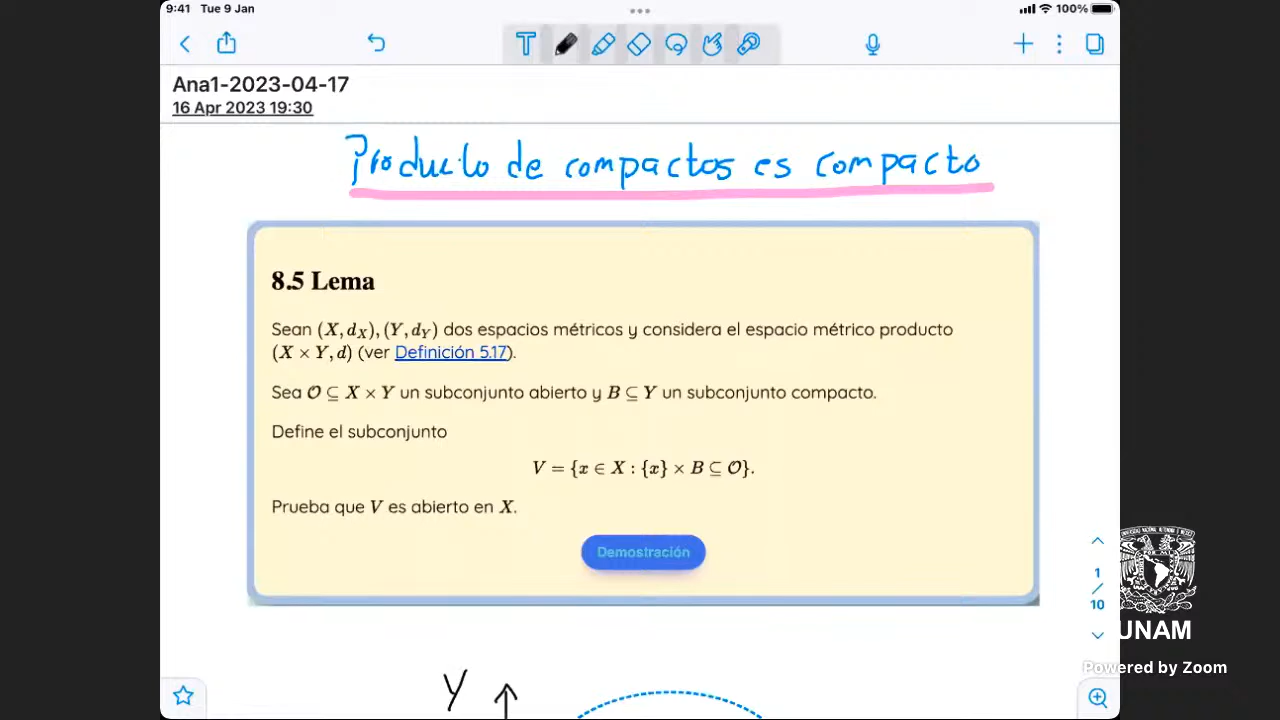 9:41 Tue 9 Jan
100%
Ana1-2023-04-17
16 Apr 2023 19:30
Producto de compactos es compacto
8.5 Lema
Sean (X, d_X), (Y, d_Y) dos espacios métricos y considera el espacio métrico producto
(X × Y, d) (ver Definición 5.17).
Sea 𝒪 ⊆ X × Y un subconjunto abierto y B ⊆ Y un subconjunto compacto.
Define el subconjunto
V = {x ∈ X : {x} × B ⊆ 𝒪}.
Prueba que V es abierto en X.
Demostración
1
/
10
UNAM
Powered by Zoom
Y